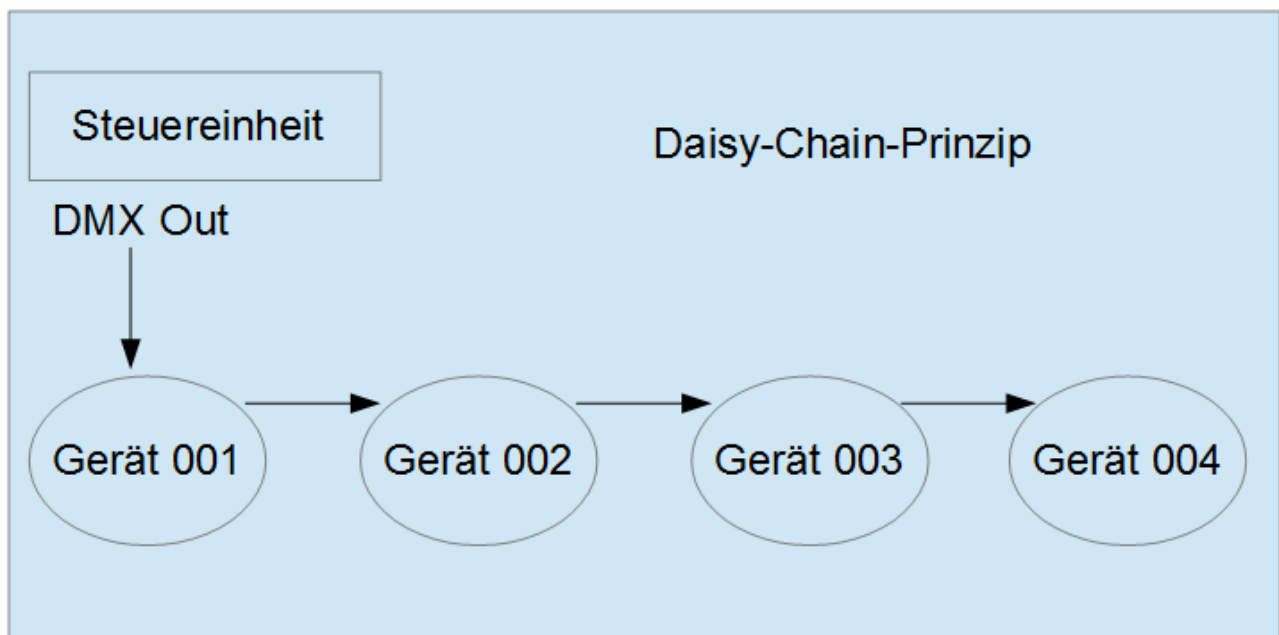 Steuereinheit
Daisy-Chain-Prinzip
DMX Out
Gerät 001
Gerät 002
Gerät 003
Gerät 004